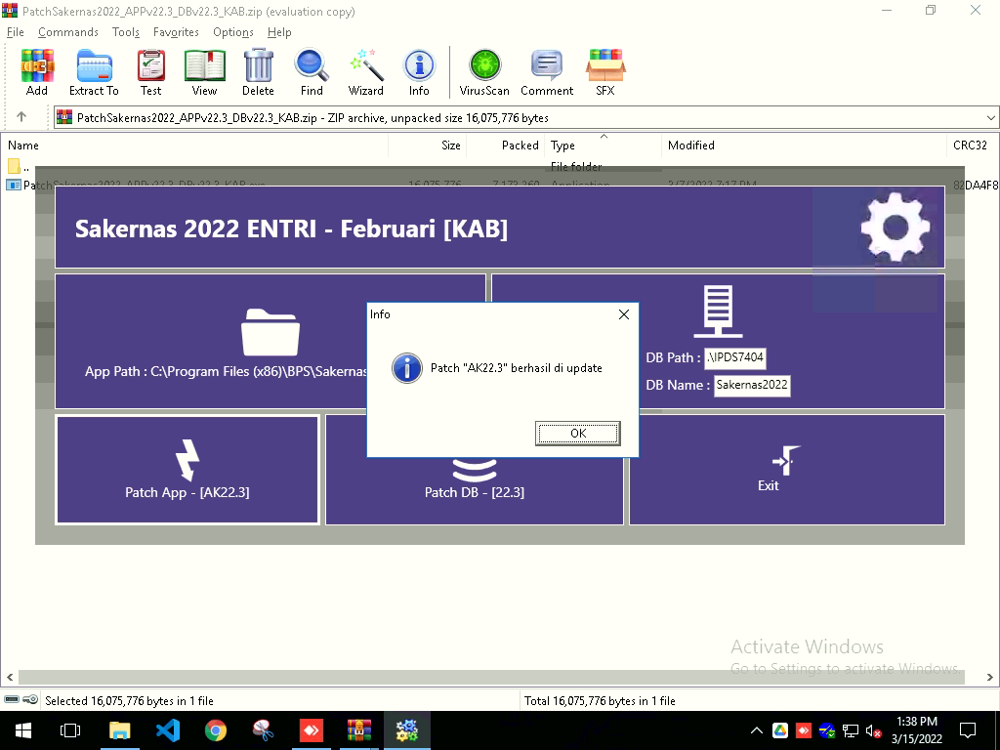 PatchSakernas2022_APPv22.3_DBv22.3_KAB.zip (evaluation copy)
File Commands Tools Favorites Options Help
Add Extract To Test View Delete Find Wizard Info VirusScan Comment SFX
PatchSakernas2022_APPv22.3_DBv22.3_KAB.zip - ZIP archive, unpacked size 16,075,776 bytes
Name Size Packed Type Modified CRC32
.. File folder
PatchSakernas2022_APPv22.3_DBv22.3_KAB.exe 16,075,776 7,173,260 Application 3/7/2022 7:17 PM 82DA4F8
Sakernas 2022 ENTRI - Februari [KAB]
App Path : C:\Program Files (x86)\BPS\Sakernas
DB Path : .\IPDS7404
DB Name : Sakernas2022
Info
Patch "AK22.3" berhasil di update
OK
Patch App - [AK22.3]
Patch DB - [22.3]
Exit
Activate Windows
Go to Settings to activate Windows.
Selected 16,075,776 bytes in 1 file Total 16,075,776 bytes in 1 file
1:38 PM
3/15/2022